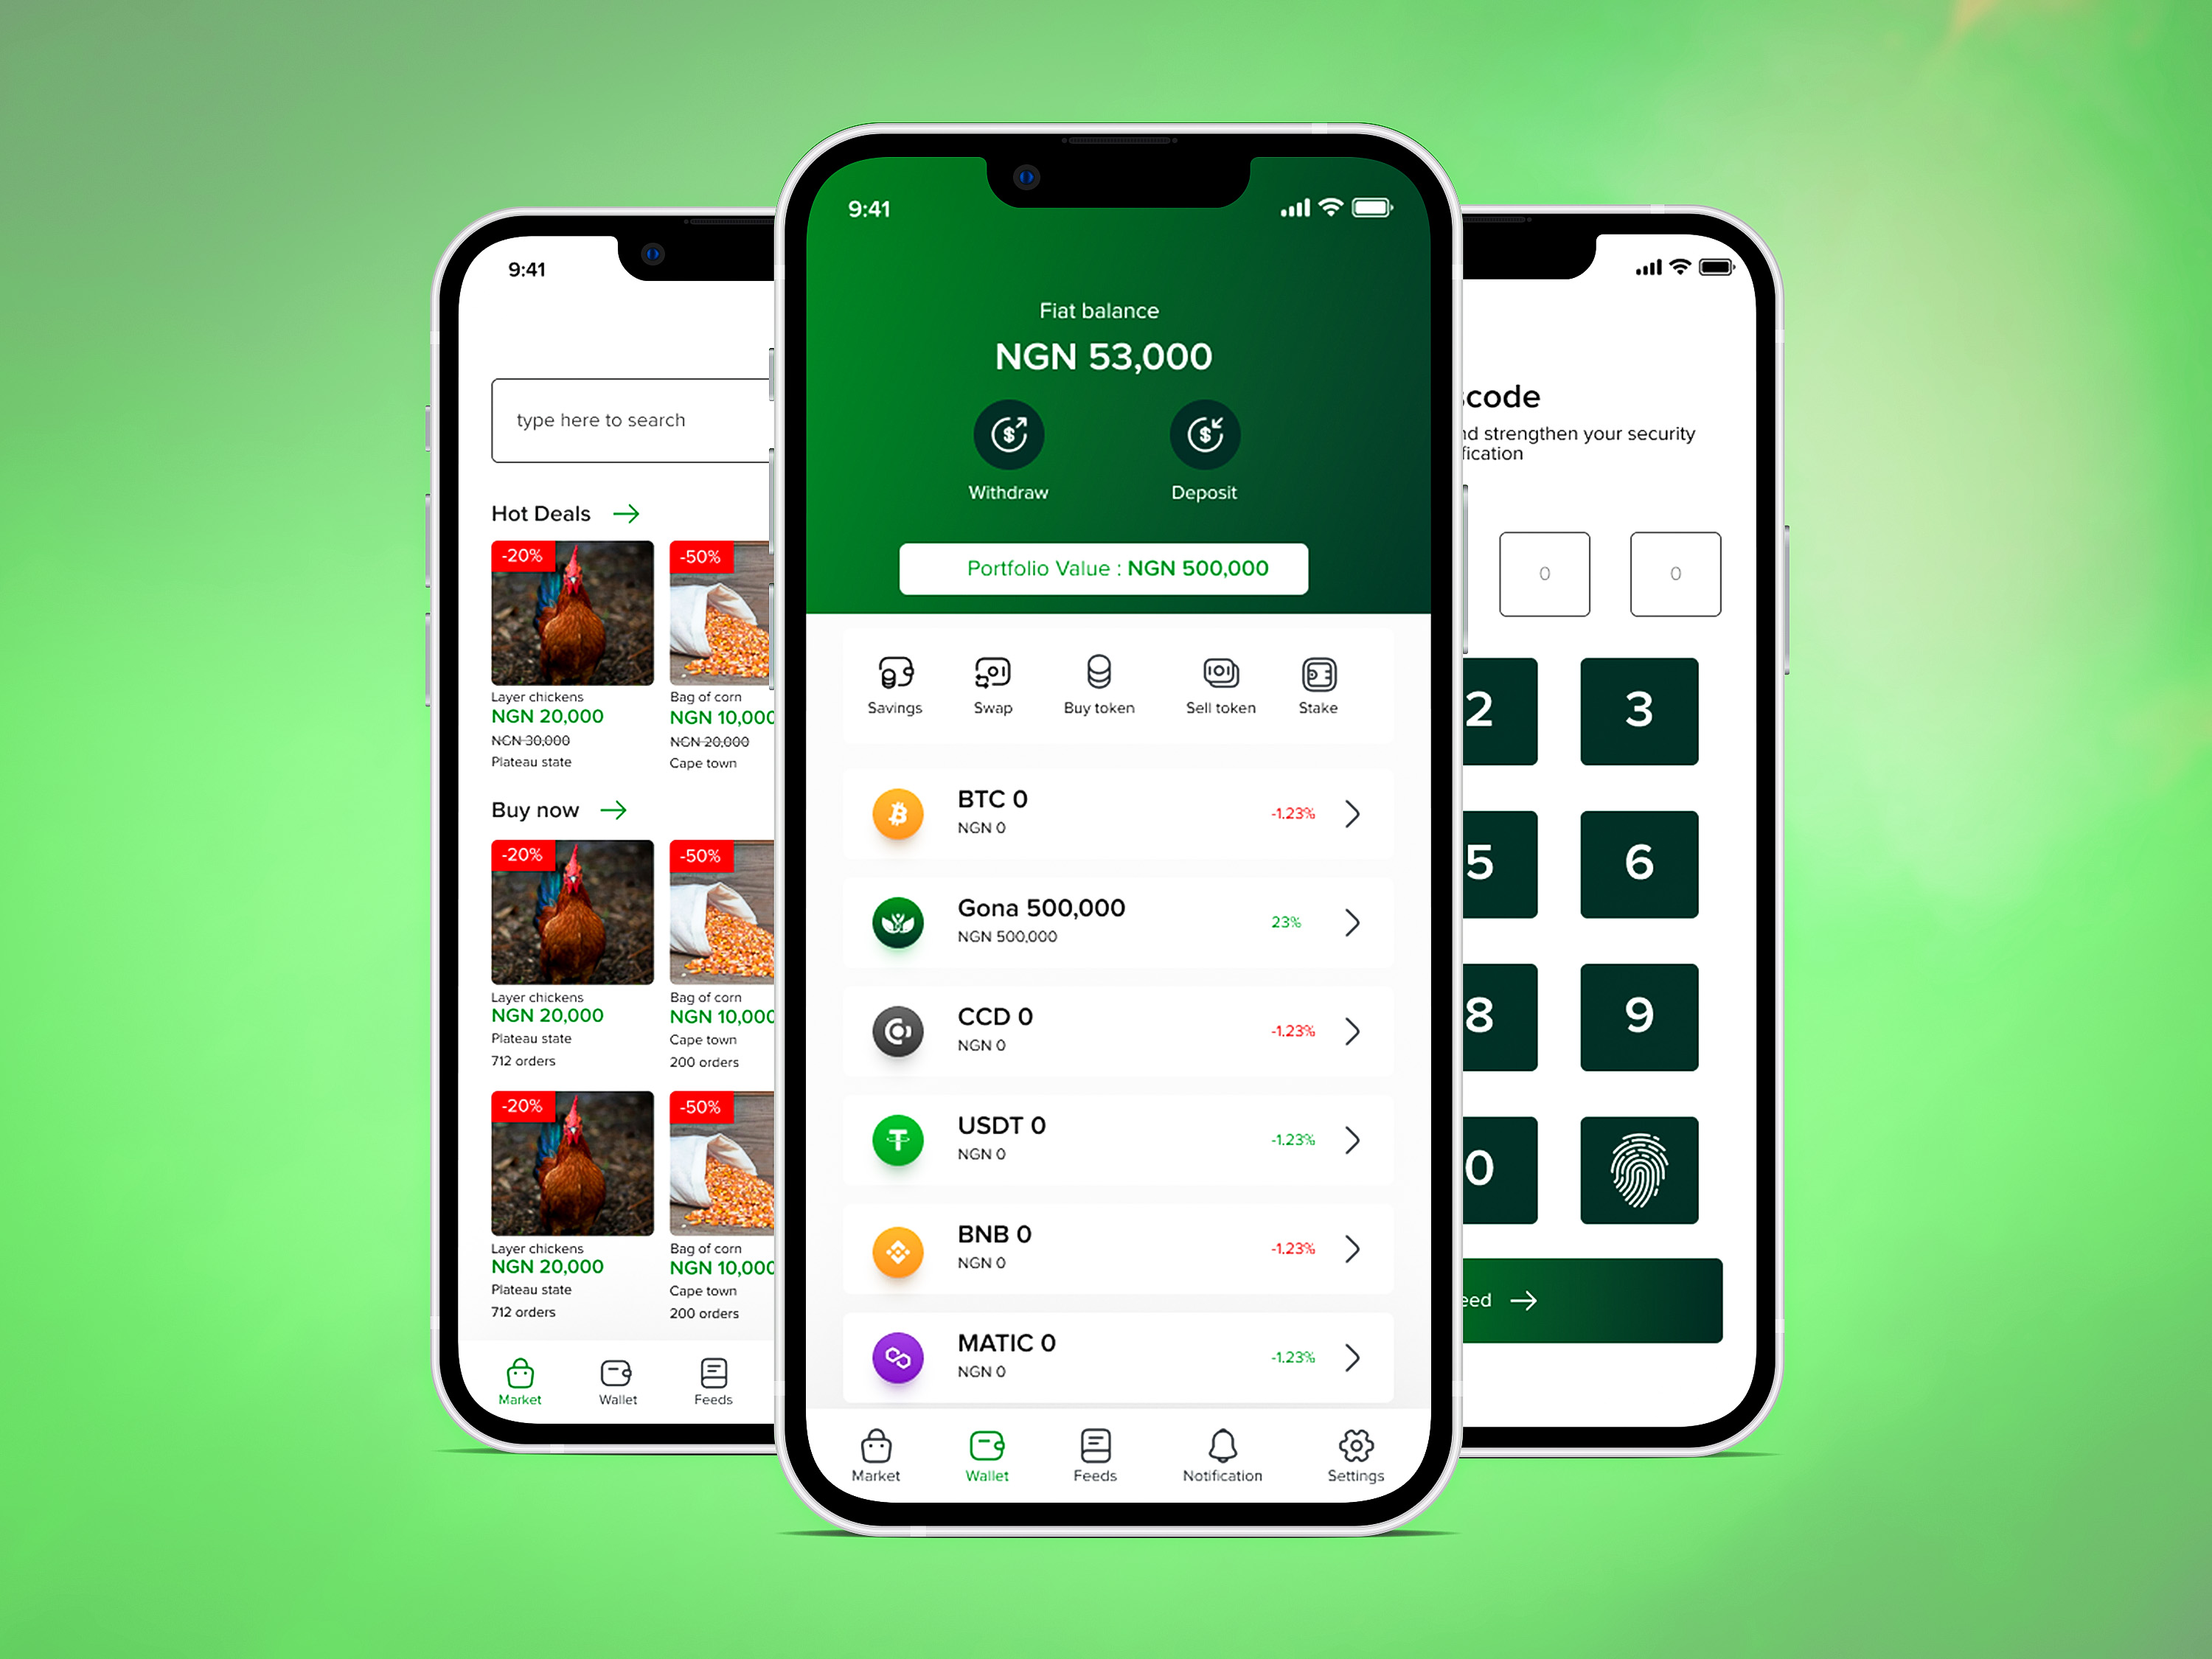 9:41
type here to search
Hot Deals
-20%
-50%
Layer chickens
Bag of corn
NGN 20,000
NGN 10,000
NGN 30,000
NGN 20,000
Plateau state
Cape town
Buy now
-20%
-50%
Layer chickens
Bag of corn
NGN 20,000
NGN 10,000
Plateau state
Cape town
712 orders
200 orders
-20%
-50%
Layer chickens
Bag of corn
NGN 20,000
NGN 10,000
Plateau state
Cape town
712 orders
200 orders
Market
Wallet
Feeds
9:41
Fiat balance
NGN 53,000
Withdraw
Deposit
Portfolio Value : NGN 500,000
Savings
Swap
Buy token
Sell token
Stake
BTC 0
NGN 0
-1.23%
Gona 500,000
NGN 500,000
23%
CCD 0
NGN 0
-1.23%
USDT 0
NGN 0
-1.23%
BNB 0
NGN 0
-1.23%
MATIC 0
NGN 0
-1.23%
Market
Wallet
Feeds
Notification
Settings
scode
nd strengthen your security
fication
0
0
2
3
5
6
8
9
0
eed